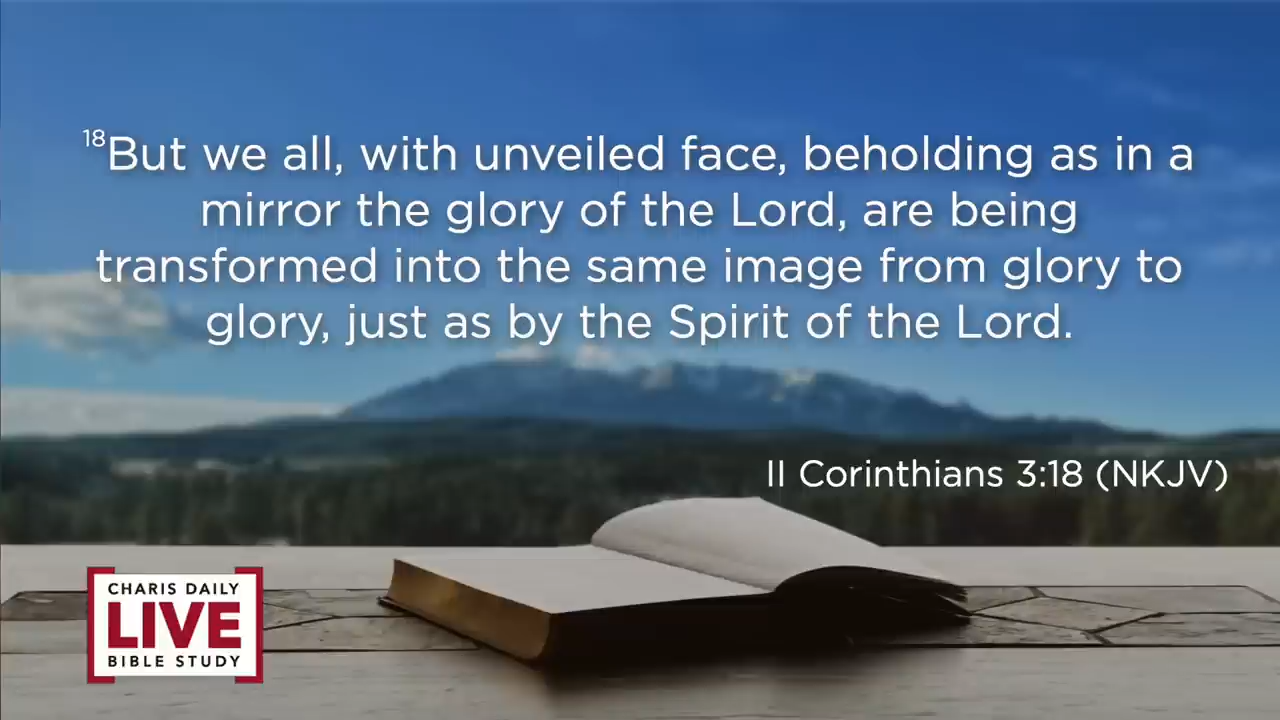 18But we all, with unveiled face, beholding as in a
mirror the glory of the Lord, are being
transformed into the same image from glory to
glory, just as by the Spirit of the Lord.
II Corinthians 3:18 (NKJV)
CHARIS DAILY
LIVE
BIBLE STUDY